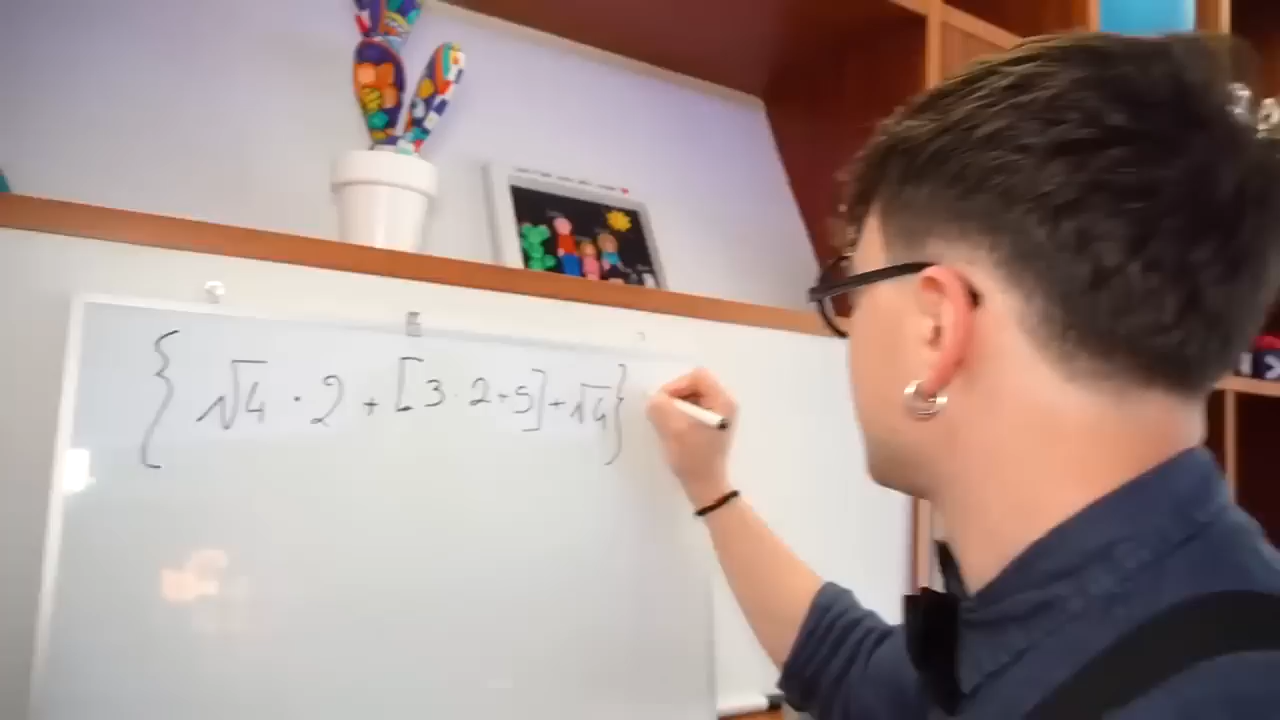 { √4 · 2 + [3 · 2 + 5] + √4 }